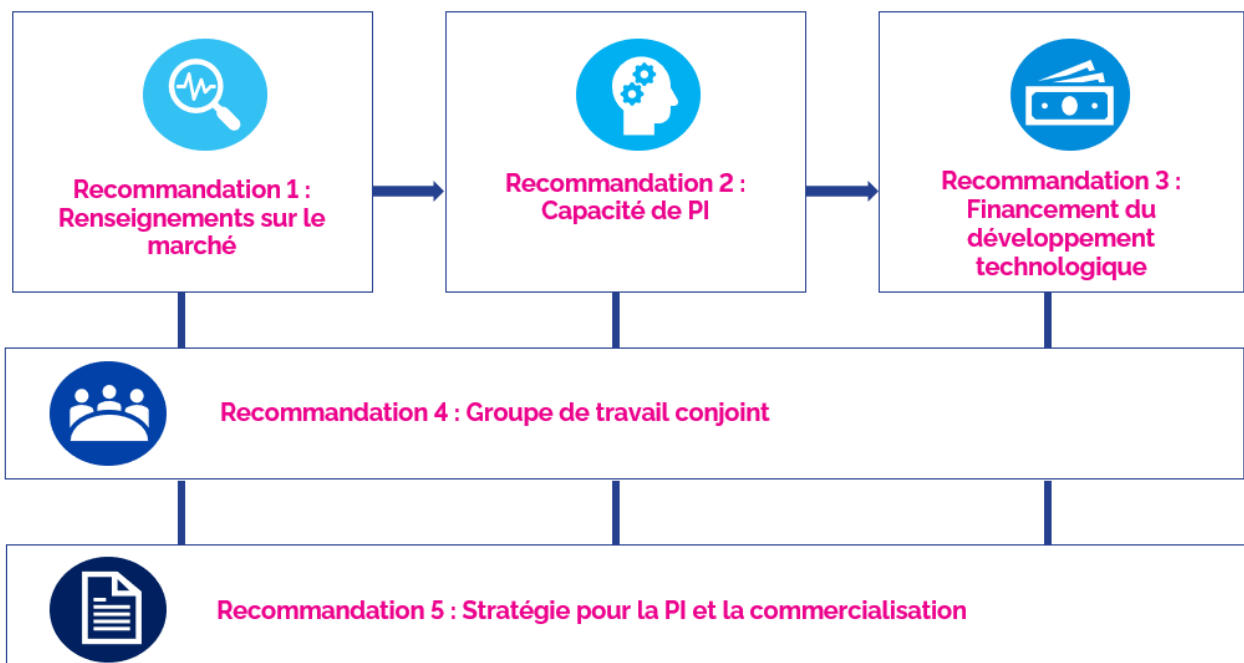 Recommandation 1 :
Renseignements sur le
marché
Recommandation 2 :
Capacité de PI
Recommandation 3 :
Financement du
développement
technologique
Recommandation 4 : Groupe de travail conjoint
Recommandation 5 : Stratégie pour la PI et la commercialisation